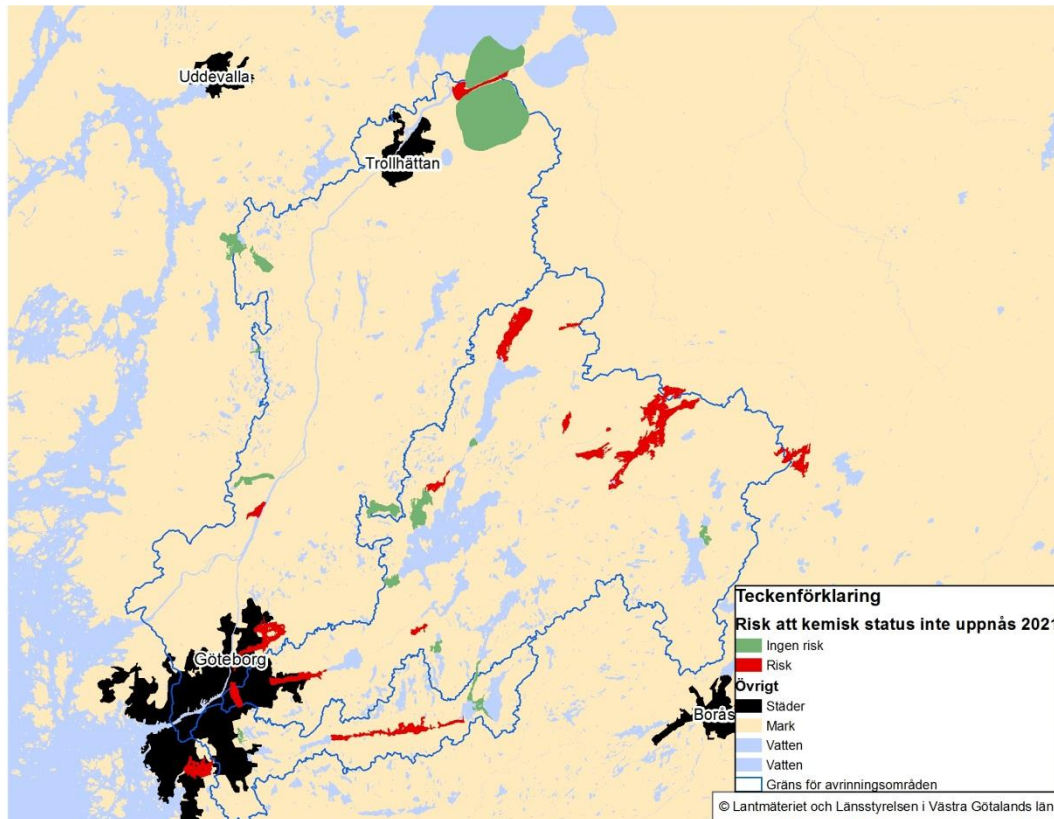 Uddevalla
Trollhättan
Göteborg
Borås
Teckenförklaring
Risk att kemisk status inte uppnås 2021
Ingen risk
Risk
Övrigt
Städer
Mark
Vatten
Vatten
Gräns för avrinningsområden
© Lantmäteriet och Länsstyrelsen i Västra Götalands län